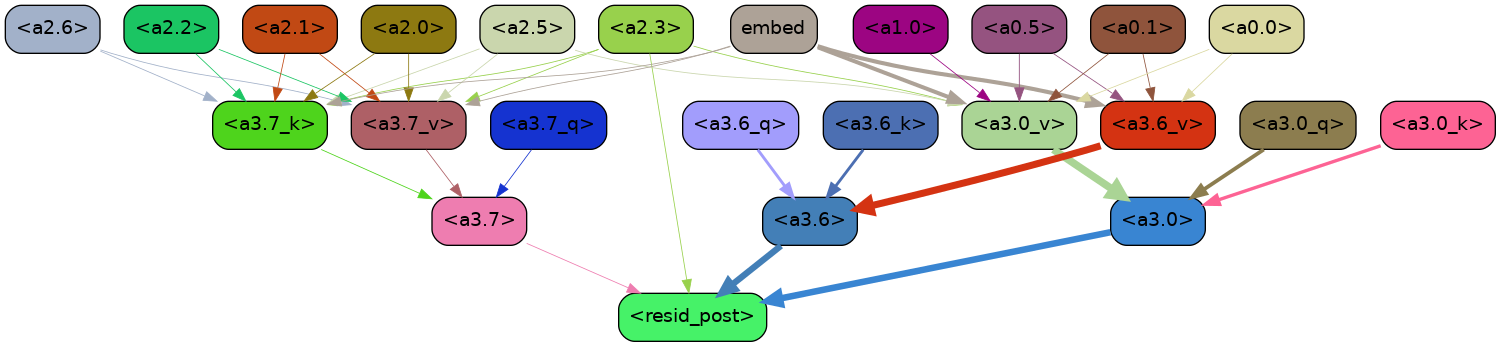 <a2.6> <a2.2> <a2.1> <a2.0> <a2.5> <a2.3> embed <a1.0> <a0.5> <a0.1> <a0.0>
<a3.7_k> <a3.7_v> <a3.7_q> <a3.6_q> <a3.6_k> <a3.0_v> <a3.6_v> <a3.0_q> <a3.0_k>
<a3.7> <a3.6> <a3.0>
<resid_post>